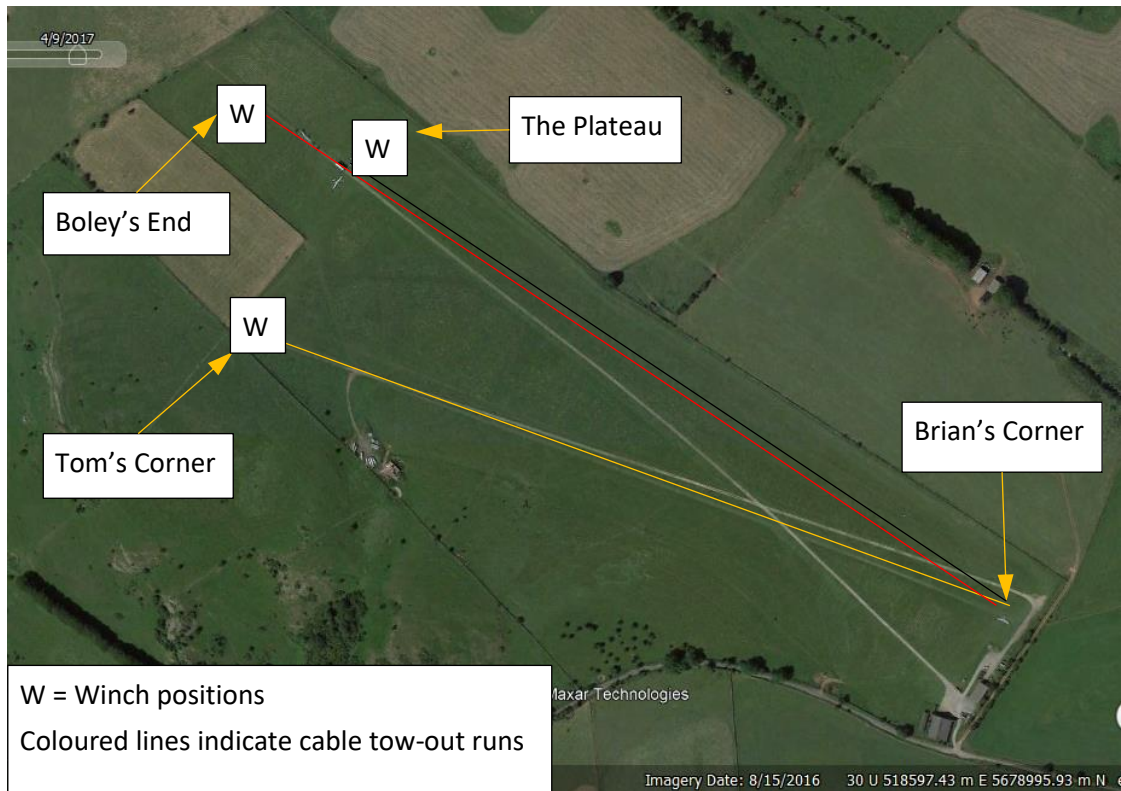 4/9/2017
W
The Plateau
W
Boley's End
W
Brian's Corner
Tom's Corner
W = Winch positions
Coloured lines indicate cable tow-out runs
Maxar Technologies
Imagery Date: 8/15/2016 30 U 518597.43 m E 5678995.93 m N